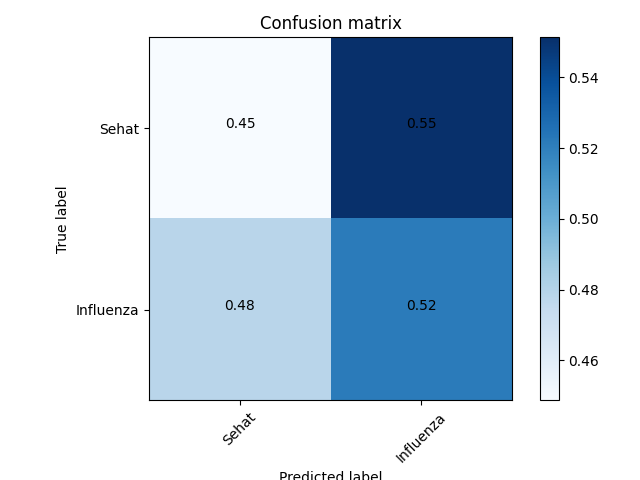 Confusion matrix
True label
Sehat
0.45
0.55
Influenza
0.48
0.52
Sehat
Influenza
Predicted label
0.54
0.52
0.50
0.48
0.46